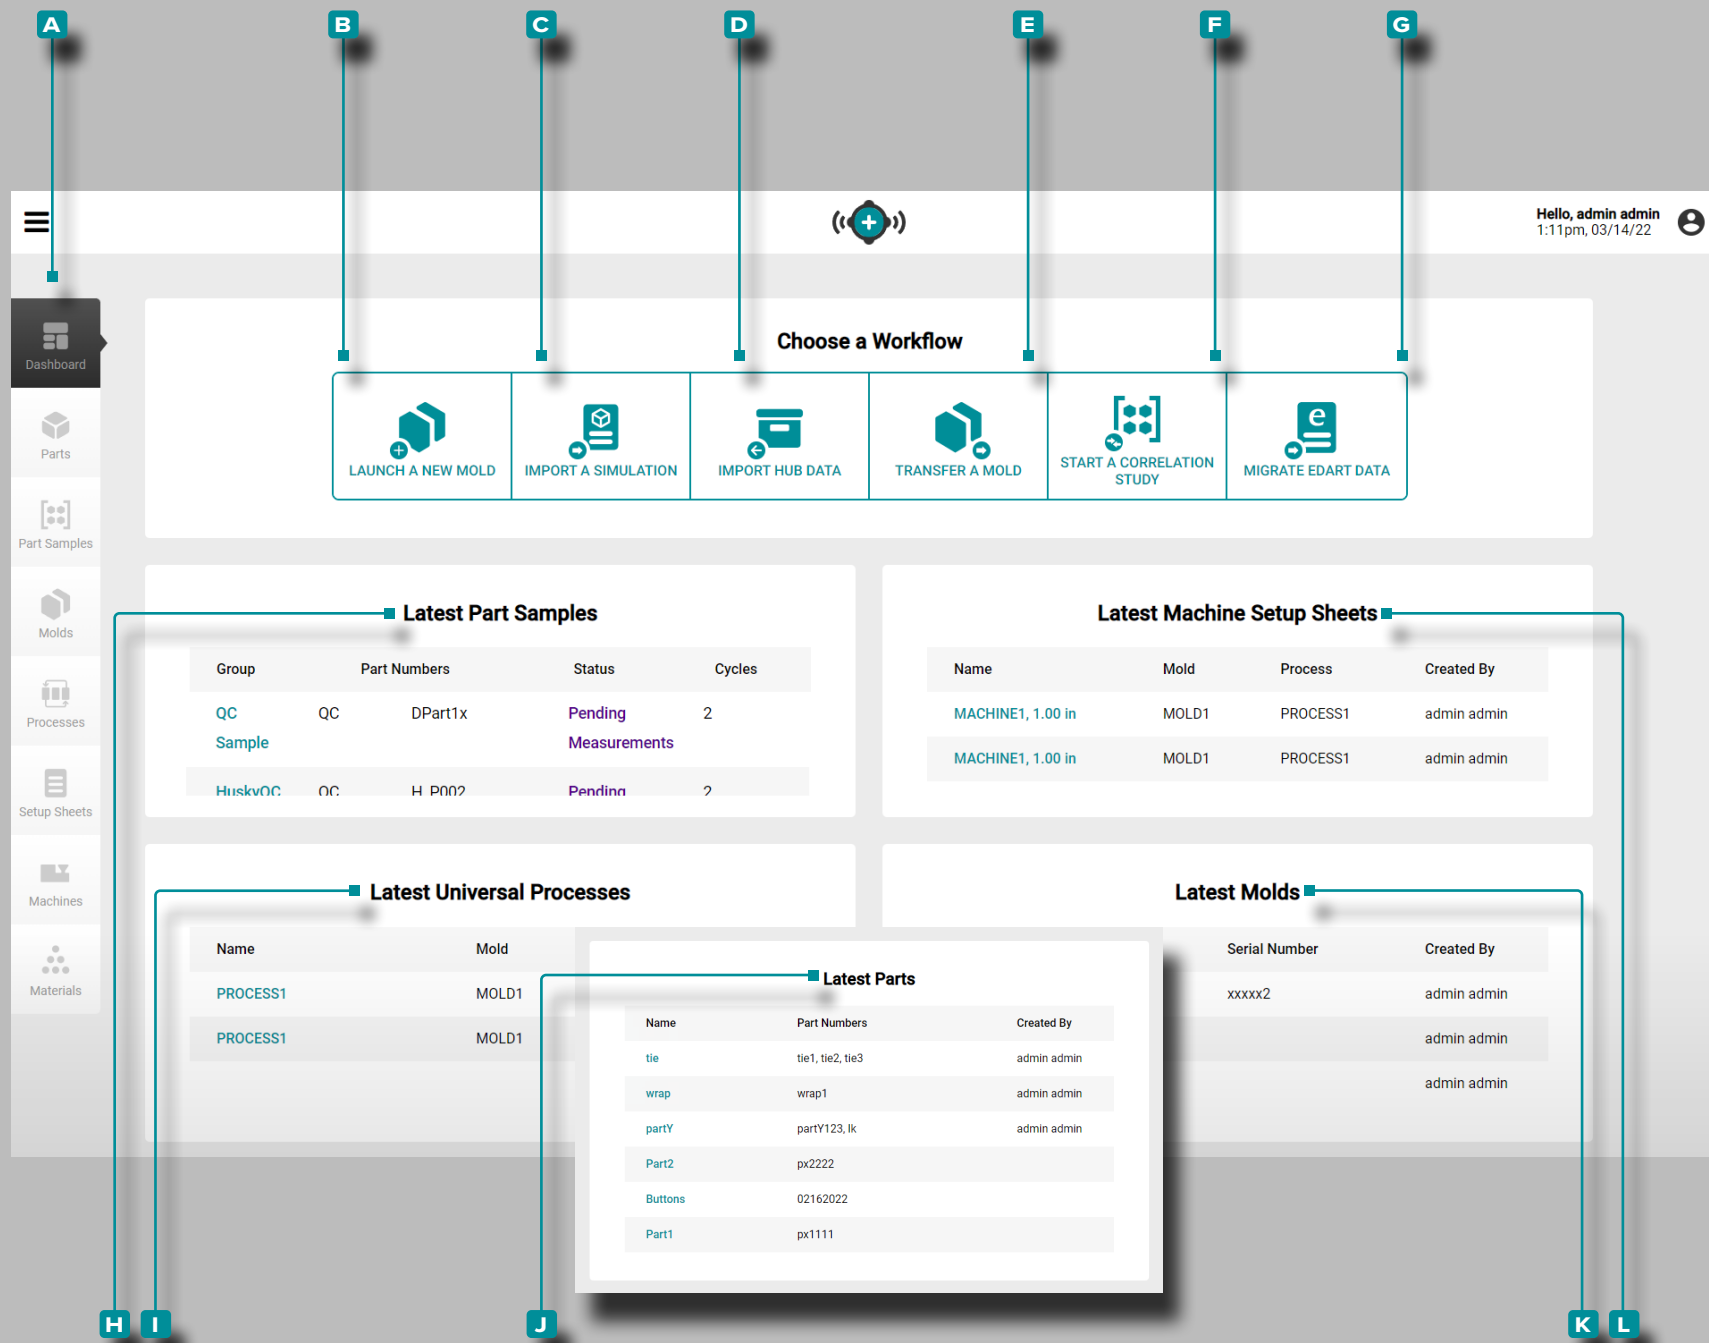 A
B
C
D
E
F
G
Hello, admin admin
1:11pm, 03/14/22
Dashboard
Parts
Part Samples
Molds
Processes
Setup Sheets
Machines
Materials
Choose a Workflow
LAUNCH A NEW MOLD
IMPORT A SIMULATION
IMPORT HUB DATA
TRANSFER A MOLD
START A CORRELATION
STUDY
e
MIGRATE EDART DATA
Latest Part Samples
Group Part Numbers Status Cycles
QC QC DPart1x Pending 2
Sample Measurements
HuskyQC QC H_P002 Pending 2
Latest Machine Setup Sheets
Name Mold Process Created By
MACHINE1, 1.00 in MOLD1 PROCESS1 admin admin
MACHINE1, 1.00 in MOLD1 PROCESS1 admin admin
Latest Universal Processes
Name Mold
PROCESS1 MOLD1
PROCESS1 MOLD1
Latest Parts
Name Part Numbers Created By
tie tie1, tie2, tie3 admin admin
wrap wrap1 admin admin
partY partY123, lk admin admin
Part2 px2222
Buttons 02162022
Part1 px1111
Latest Molds
Serial Number Created By
xxxxx2 admin admin
admin admin
admin admin
H
I
J
K
L